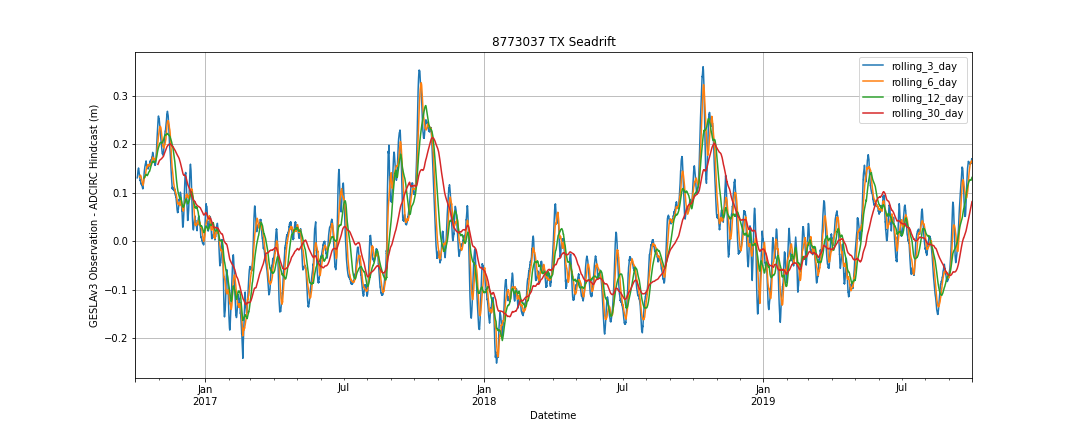 8773037 TX Seadrift
rolling_3_day
rolling_6_day
rolling_12_day
rolling_30_day
GESLAv3 Observation - ADCIRC Hindcast (m)
0.3
0.2
0.1
0.0
−0.1
−0.2
Jan
2017
Jul
Jan
2018
Jul
Jan
2019
Jul
Datetime